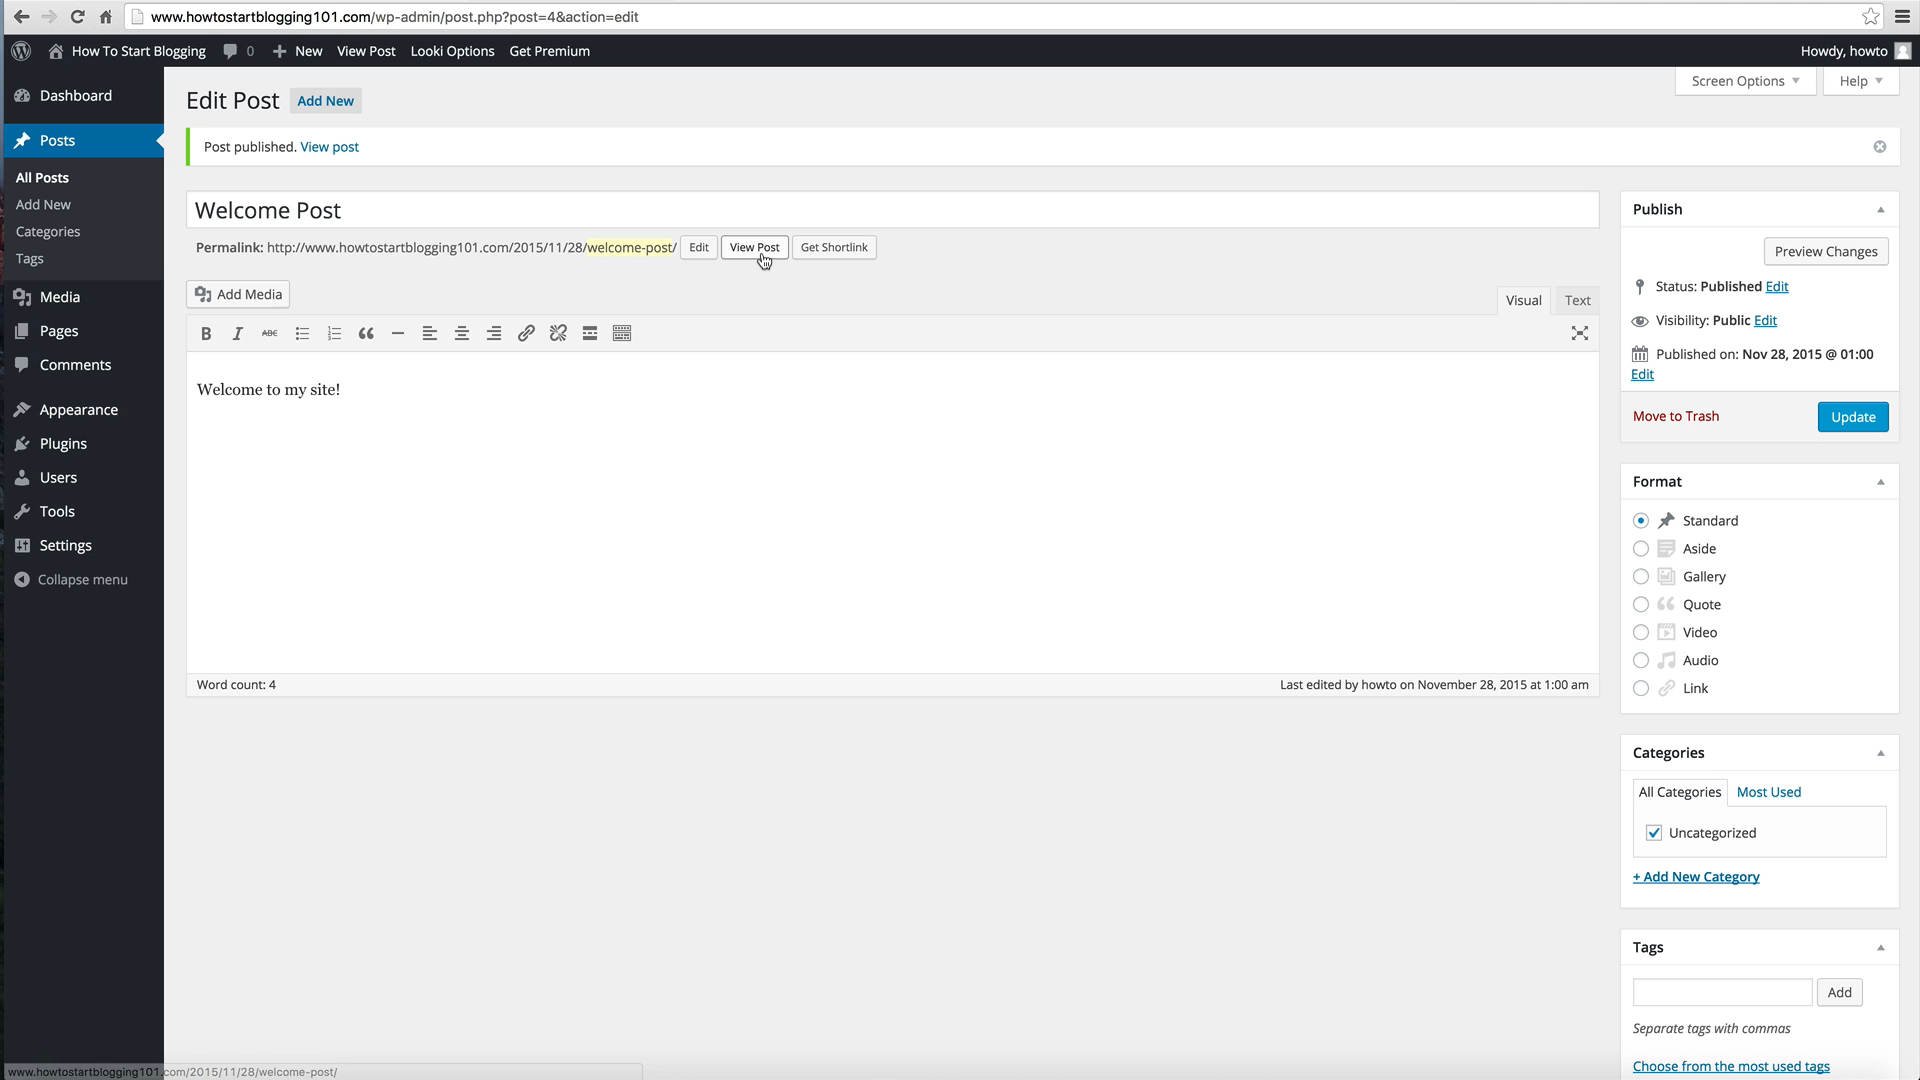 www.howtostartblogging101.com/wp-admin/post.php?post=4&action=edit
How To Start Blogging 0 New View Post Looki Options Get Premium Howdy, howto
Screen Options Help
Dashboard
Posts
All Posts
Add New
Categories
Tags
Media
Pages
Comments
Appearance
Plugins
Users
Tools
Settings
Collapse menu
Edit Post Add New
Post published. View post
Welcome Post
Permalink: http://www.howtostartblogging101.com/2015/11/28/welcome-post/ Edit View Post Get Shortlink
Add Media
Visual Text
B I ABC
Welcome to my site!
Word count: 4 Last edited by howto on November 28, 2015 at 1:00 am
Publish
Preview Changes
Status: Published Edit
Visibility: Public Edit
Published on: Nov 28, 2015 @ 01:00
Edit
Move to Trash Update
Format
Standard
Aside
Gallery
Quote
Video
Audio
Link
Categories
All Categories Most Used
Uncategorized
+ Add New Category
Tags
Add
Separate tags with commas
Choose from the most used tags
www.howtostartblogging101.com/2015/11/28/welcome-post/